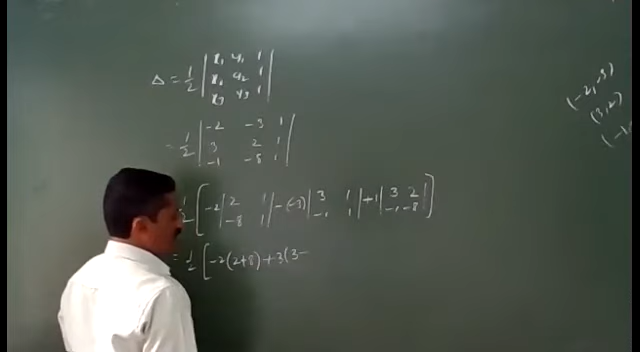 Δ = 1/2 | x₁ y₁ 1 |
| x₂ y₂ 1 |
| x₃ y₃ 1 |
= 1/2 | -2 -3 1 |
| 3 2 1 |
| -1 -8 1 |
1/2 [ -2 | 2 1 | - (-3) | 3 1 | + 1 | 3 2 | ]
| -8 1 | | -1 1 | | -1 -8 |
= 1/2 [ -2(2+8) + 3(3-
(-2, -3)
(3, 2)
(-1,